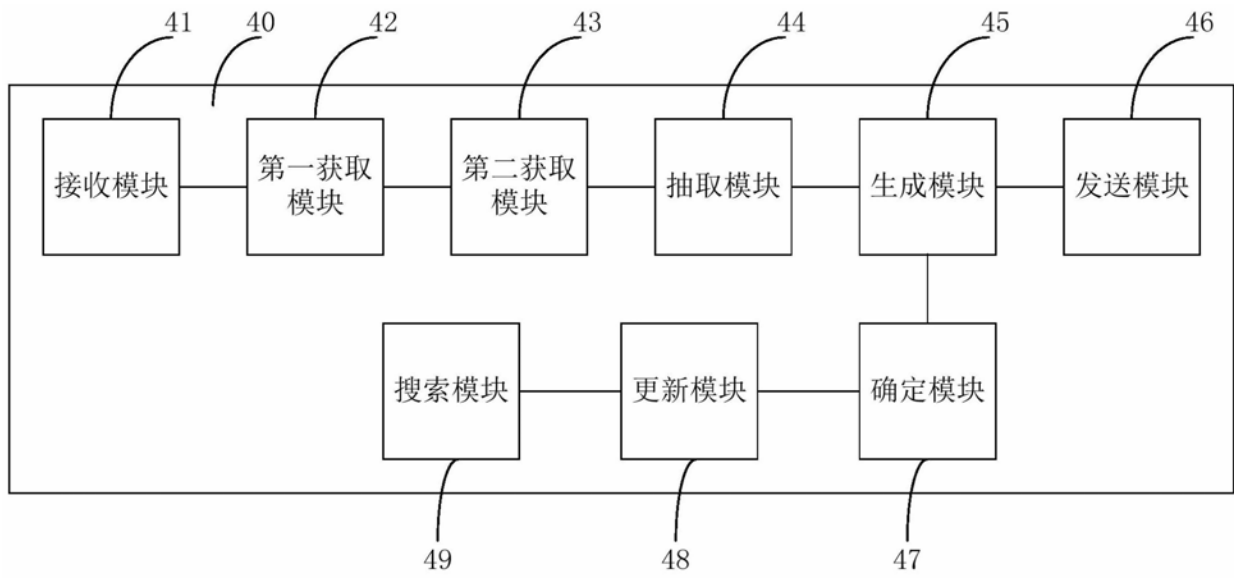 41 40 42 43 44 45 46
接收模块
第一获取
模块
第二获取
模块
抽取模块
生成模块
发送模块
搜索模块
更新模块
确定模块
49 48 47